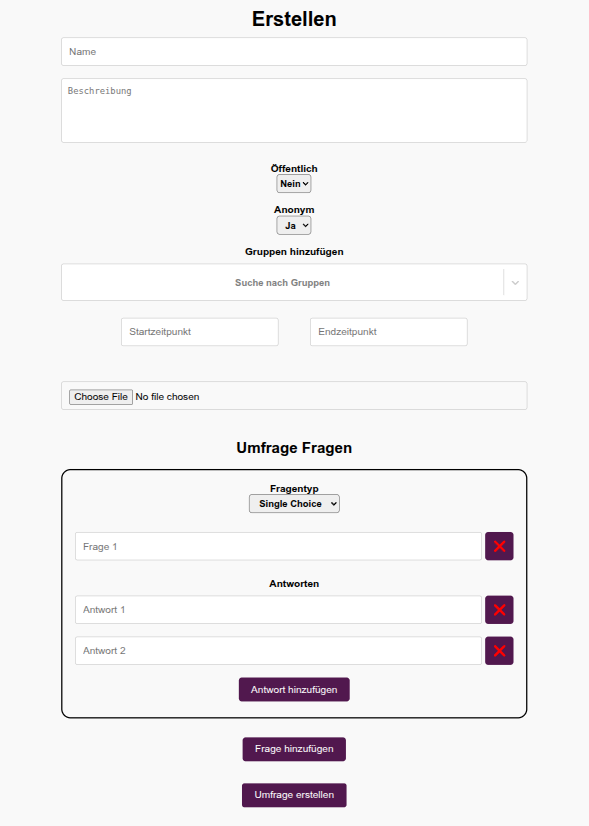 Erstellen
Name
Beschreibung
Öffentlich
Nein
Anonym
Ja
Gruppen hinzufügen
Suche nach Gruppen
Startzeitpunkt Endzeitpunkt
Choose File No file chosen
Umfrage Fragen
Fragentyp
Single Choice
Frage 1
Antworten
Antwort 1
Antwort 2
Antwort hinzufügen
Frage hinzufügen
Umfrage erstellen